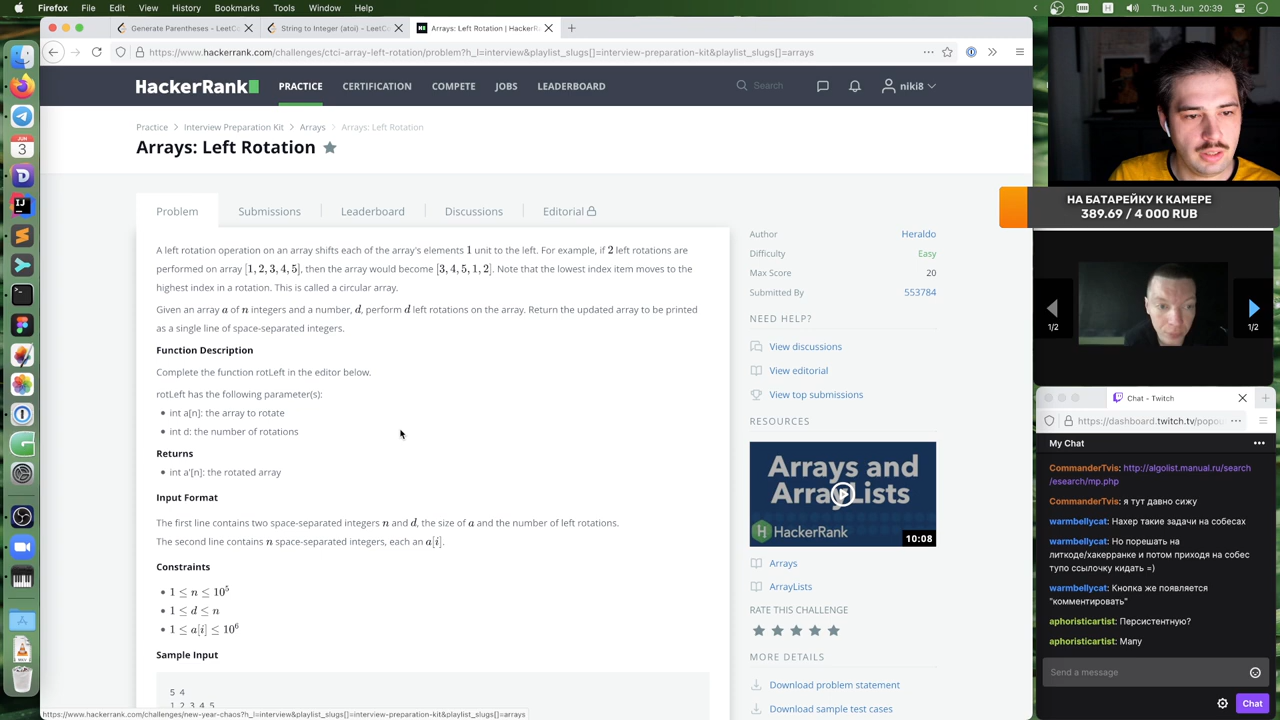 Firefox File Edit View History Bookmarks Tools Window Help
Generate Parentheses – LeetCo
String to Integer (atoi) – LeetC
Arrays: Left Rotation | HackerR
https://www.hackerrank.com/challenges/ctci-array-left-rotation/problem?h_l=interview&playlist_slugs[]=interview-preparation-kit&playlist_slugs[]=arrays
HackerRank
PRACTICE
CERTIFICATION
COMPETE
JOBS
LEADERBOARD
Search
niki8
Practice > Interview Preparation Kit > Arrays > Arrays: Left Rotation
Arrays: Left Rotation
Problem
Submissions
Leaderboard
Discussions
Editorial
A left rotation operation on an array shifts each of the array's elements 1 unit to the left. For example, if 2 left rotations are
performed on array [1, 2, 3, 4, 5], then the array would become [3, 4, 5, 1, 2]. Note that the lowest index item moves to the
highest index in a rotation. This is called a circular array.
Given an array a of n integers and a number, d, perform d left rotations on the array. Return the updated array to be printed
as a single line of space-separated integers.
Function Description
Complete the function rotLeft in the editor below.
rotLeft has the following parameter(s):
• int a[n]: the array to rotate
• int d: the number of rotations
Returns
• int a'[n]: the rotated array
Input Format
The first line contains two space-separated integers n and d, the size of a and the number of left rotations.
The second line contains n space-separated integers, each an a[i].
Constraints
• 1 ≤ n ≤ 10^5
• 1 ≤ d ≤ n
• 1 ≤ a[i] ≤ 10^6
Sample Input
5 4
1 2 3 4 5
https://www.hackerrank.com/challenges/new-year-chaos?h_l=interview&playlist_slugs[]=interview-preparation-kit&playlist_slugs[]=arrays
Author Heraldo
Difficulty Easy
Max Score 20
Submitted By 553784
NEED HELP?
View discussions
View editorial
View top submissions
RESOURCES
Arrays and
ArrayLists
HackerRank
10:08
Arrays
ArrayLists
RATE THIS CHALLENGE
MORE DETAILS
Download problem statement
Download sample test cases
JUN
3
НА БАТАРЕЙКУ К КАМЕРЕ
389.69 / 4 000 RUB
1/2
1/2
Chat - Twitch
https://dashboard.twitch.tv/popou
My Chat
CommanderTvis: http://algolist.manual.ru/search
/esearch/mp.php
CommanderTvis: я тут давно сижу
warmbellycat: Нахер такие задачи на собесах
warmbellycat: Но порешать на
литкоде/хакерранке и потом приходя на собес
тупо ссылочку кидать =)
warmbellycat: Кнопка же появляется
"комментировать"
aphoristicartist: Персистентную?
aphoristicartist: Мапу
Send a message
Chat